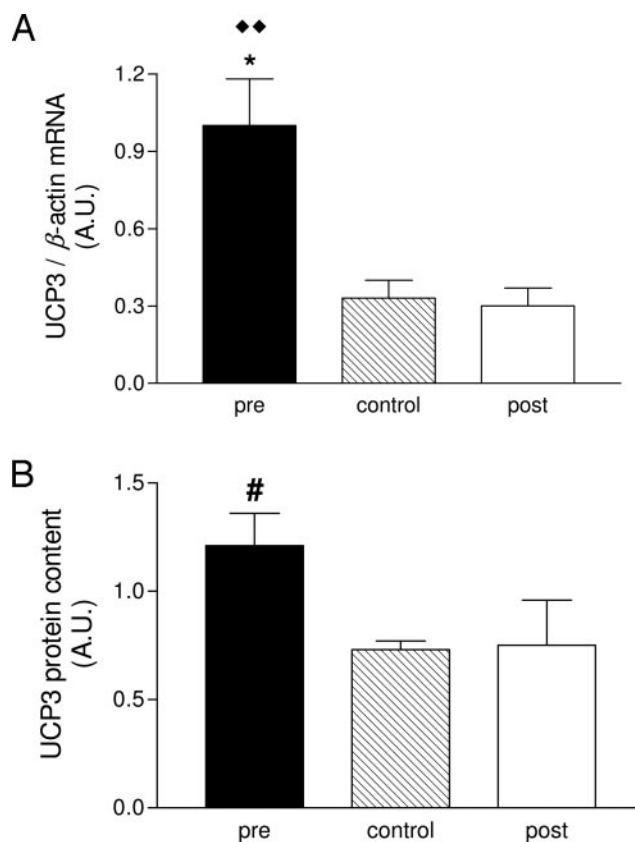 A
◆◆
*
UCP3 / β-actin mRNA
(A.U.)
1.2
0.9
0.6
0.3
0.0
pre control post
B
#
UCP3 protein content
(A.U.)
1.5
1.0
0.5
0.0
pre control post